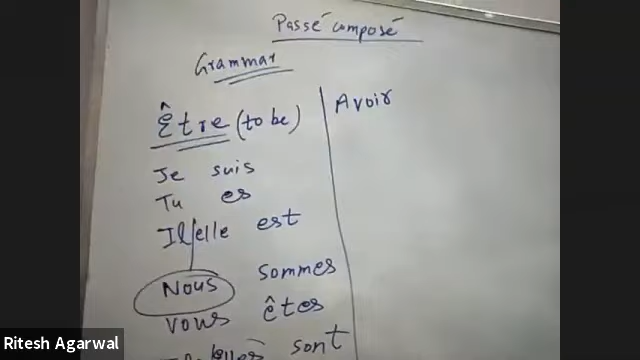 Passé composé
Grammar
Être (to be)
Avoir
Je suis
Tu es
Il/elle est
Nous sommes
Vous êtes
sont
Ritesh Agarwal